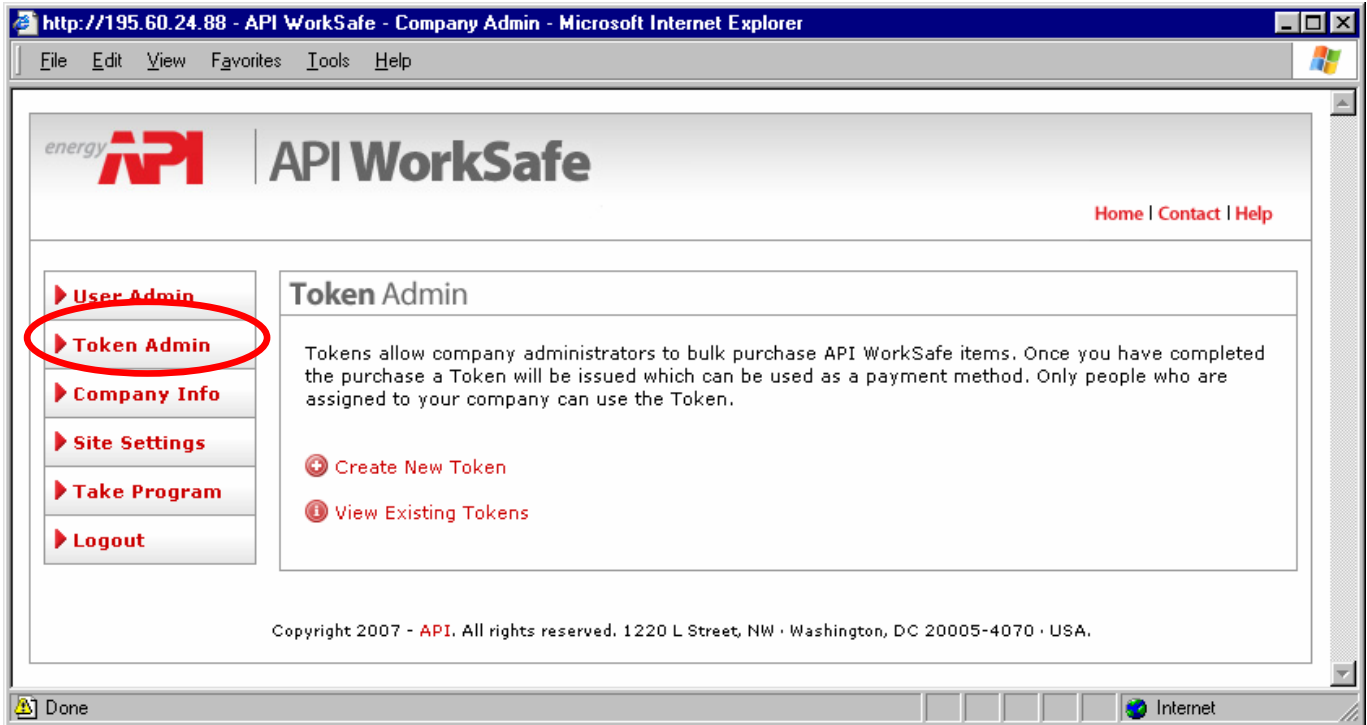 http://195.60.24.88 - API WorkSafe - Company Admin - Microsoft Internet Explorer
File Edit View Favorites Tools Help
energy API
API WorkSafe
Home | Contact | Help
User Admin
Token Admin
Company Info
Site Settings
Take Program
Logout
Token Admin
Tokens allow company administrators to bulk purchase API WorkSafe items. Once you have completed
the purchase a Token will be issued which can be used as a payment method. Only people who are
assigned to your company can use the Token.
Create New Token
View Existing Tokens
Copyright 2007 - API. All rights reserved. 1220 L Street, NW · Washington, DC 20005-4070 · USA.
Done
Internet